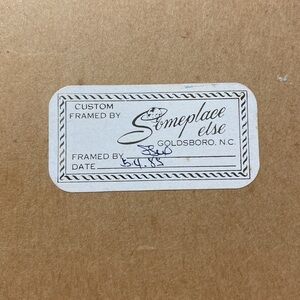 CUSTOM
FRAMED BY
Someplace
else
GOLDSBORO, N.C.
FRAMED BY
DATE 5.4.85